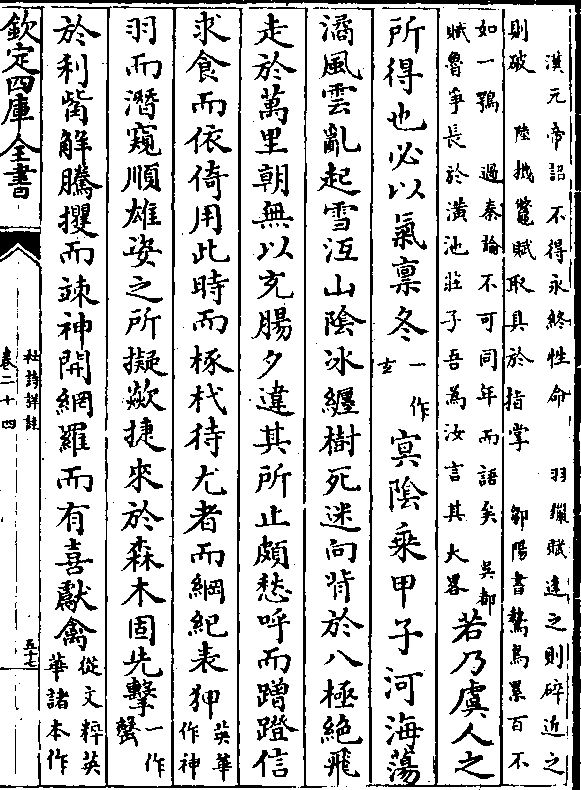 漢元帝詔不得永終性命　羽獵賦違之則碎近之
則破　陸機鼈賦取具於指掌　鄒陽書鷙鳥累百不
如一鶚　過秦論不可同年而語矣　吳都
賦魯爭長於潢池莊子吾為汝言其大畧
若乃虞人之
所得也必以氣禀冬一作玄冥陰乗甲子河海蕩
潏風雲亂起雪沍山陰冰纒樹死迷向背於八極絶飛
走於萬里朝無以充腸夕違其所止頗愁呼而蹭蹬信
求食而依倚用此時而椓杙待尤者而綱紀表狎英華作神
羽而潛窺順雄姿之所擬歘捷來於森木固先擊一作蟹
於利觜解騰攫而竦神開網羅而有喜獻禽從文粹英華諸本作
欽定四庫全書
杜詩詳註
卷二十四
五十七